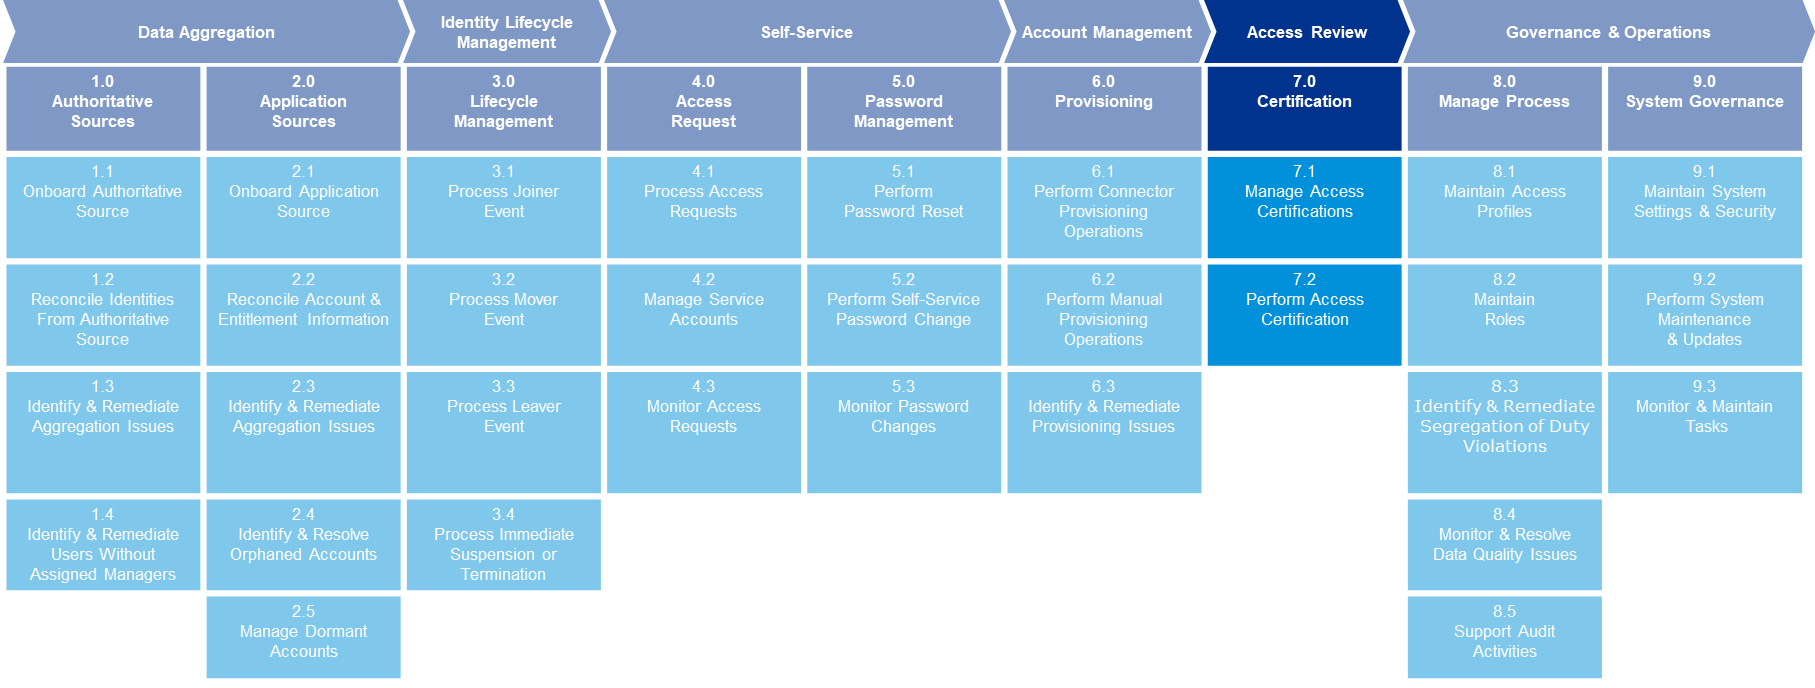 Data Aggregation
Identity Lifecycle
Management
Self-Service
Account Management
Access Review
Governance & Operations
1.0
Authoritative
Sources
2.0
Application
Sources
3.0
Lifecycle
Management
4.0
Access
Request
5.0
Password
Management
6.0
Provisioning
7.0
Certification
8.0
Manage Process
9.0
System Governance
1.1
Onboard Authoritative
Source
2.1
Onboard Application
Source
3.1
Process Joiner
Event
4.1
Process Access
Requests
5.1
Perform
Password Reset
6.1
Perform Connector
Provisioning
Operations
7.1
Manage Access
Certifications
8.1
Maintain Access
Profiles
9.1
Maintain System
Settings & Security
1.2
Reconcile Identities
From Authoritative
Source
2.2
Reconcile Account &
Entitlement Information
3.2
Process Mover
Event
4.2
Manage Service
Accounts
5.2
Perform Self-Service
Password Change
6.2
Perform Manual
Provisioning
Operations
7.2
Perform Access
Certification
8.2
Maintain
Roles
9.2
Perform System
Maintenance
& Updates
1.3
Identify & Remediate
Aggregation Issues
2.3
Identify & Remediate
Aggregation Issues
3.3
Process Leaver
Event
4.3
Monitor Access
Requests
5.3
Monitor Password
Changes
6.3
Identify & Remediate
Provisioning Issues
8.3
Identify & Remediate
Segregation of Duty
Violations
9.3
Monitor & Maintain
Tasks
1.4
Identify & Remediate
Users Without
Assigned Managers
2.4
Identify & Resolve
Orphaned Accounts
3.4
Process Immediate
Suspension or
Termination
8.4
Monitor & Resolve
Data Quality Issues
2.5
Manage Dormant
Accounts
8.5
Support Audit
Activities